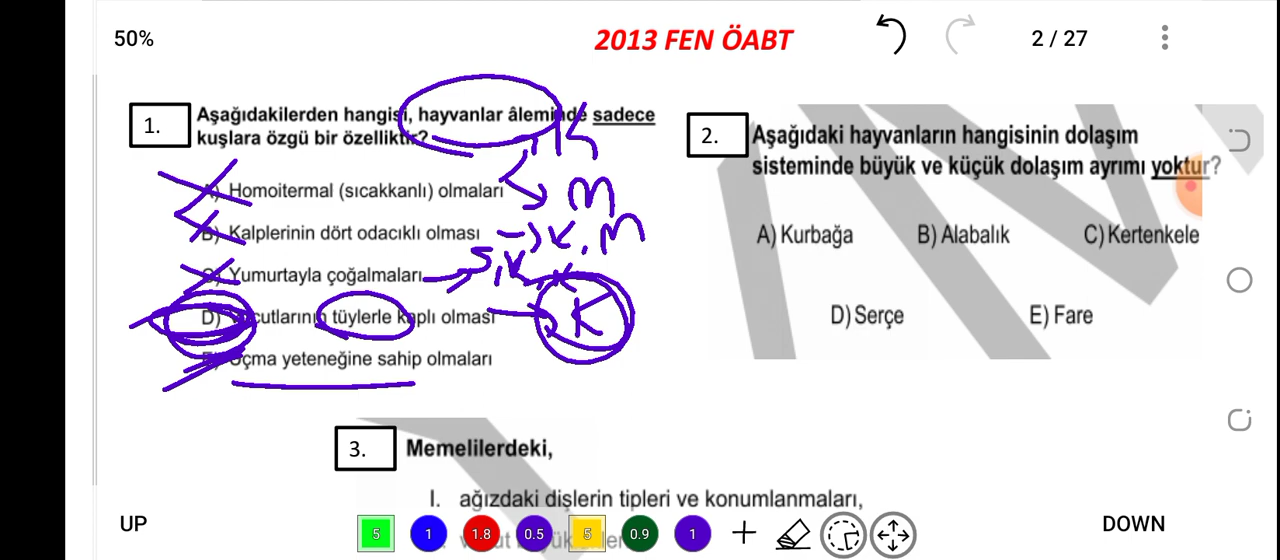 50%
2013 FEN ÖABT
2 / 27
1.
Aşağıdakilerden hangisi, hayvanlar âleminde sadece
kuşlara özgü bir özelliktir?
A) Homoitermal (sıcakkanlı) olmaları
K
M
B) Kalplerinin dört odacıklı olması
K, M
C) Yumurtayla çoğalmaları
D) Vücutlarının tüylerle kaplı olması
K
E) Uçma yeteneğine sahip olmaları
2.
Aşağıdaki hayvanların hangisinin dolaşım
sisteminde büyük ve küçük dolaşım ayrımı yoktur?
A) Kurbağa B) Alabalık C) Kertenkele
D) Serçe E) Fare
3.
Memelilerdeki,
I. ağızdaki dişlerin tipleri ve konumlanmaları,
UP
5 1 1.8 0.5 5 0.9 1
DOWN